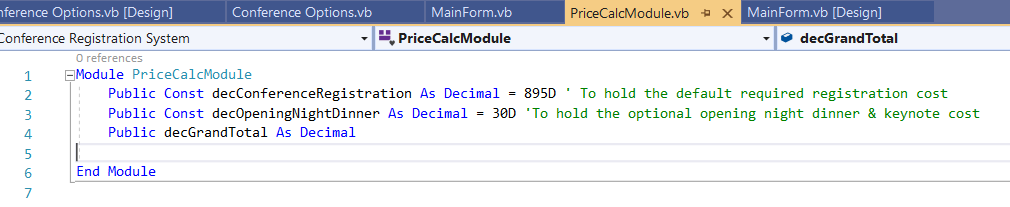 nference Options.vb [Design]
Conference Options.vb
MainForm.vb
PriceCalcModule.vb
MainForm.vb [Design]
Conference Registration System
PriceCalcModule
decGrandTotal
0 references
1 Module PriceCalcModule
2 Public Const decConferenceRegistration As Decimal = 895D ' To hold the default required registration cost
3 Public Const decOpeningNightDinner As Decimal = 30D 'To hold the optional opening night dinner & keynote cost
4 Public decGrandTotal As Decimal
5
6 End Module
7